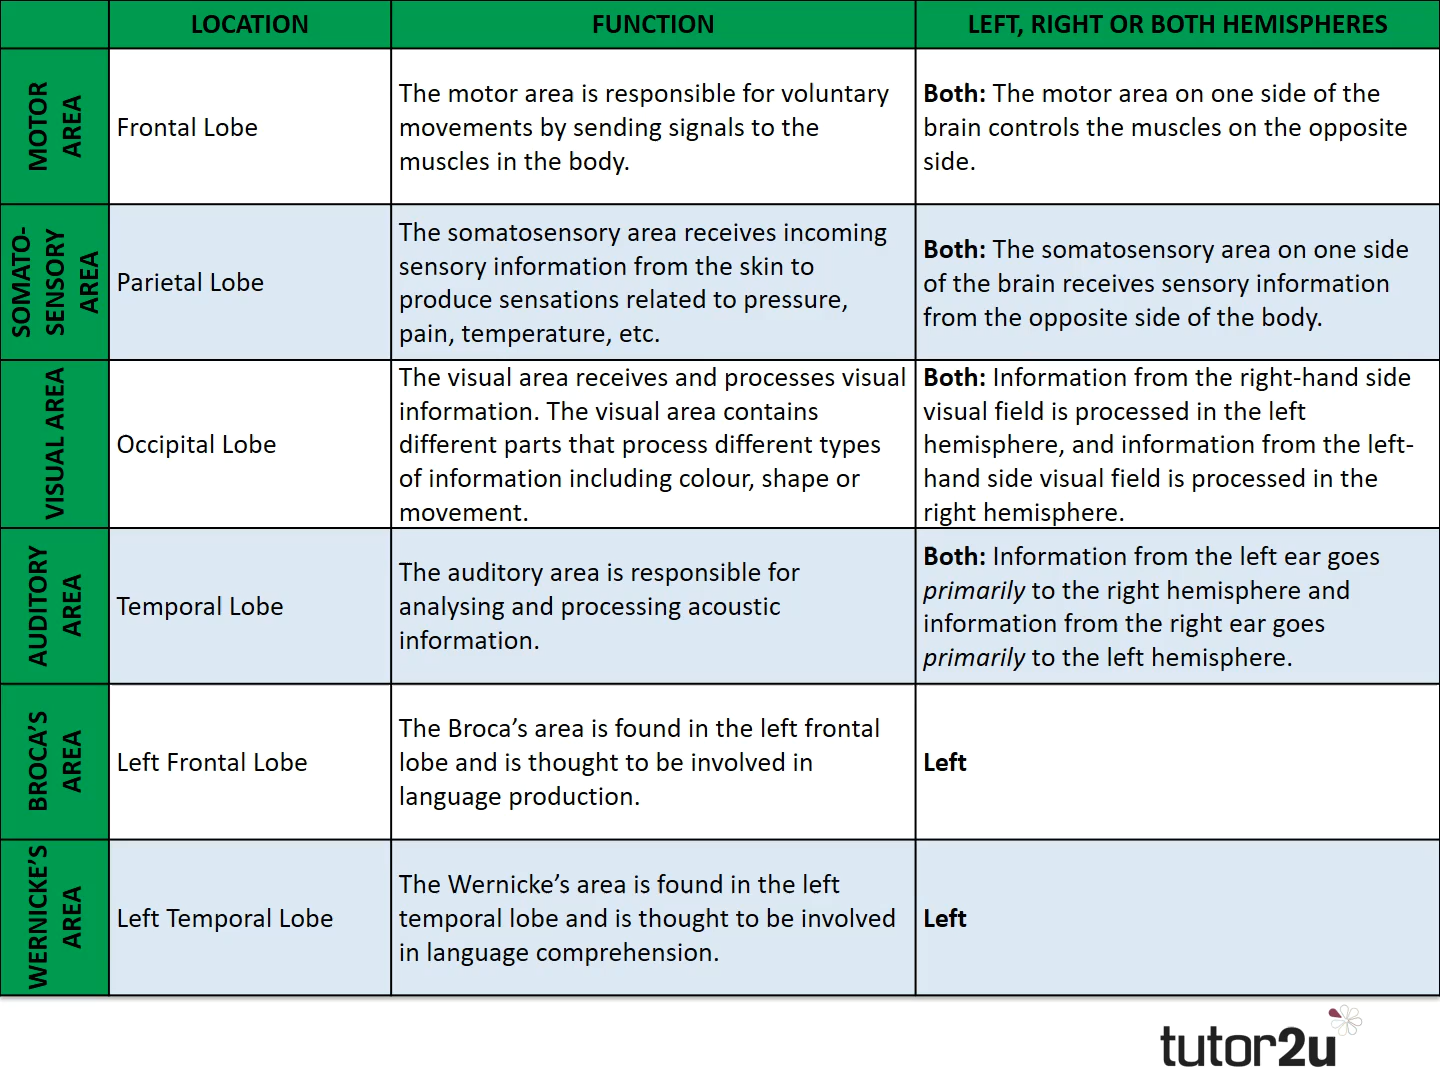 LOCATION
FUNCTION
LEFT, RIGHT OR BOTH HEMISPHERES
MOTOR
AREA
Frontal Lobe
The motor area is responsible for voluntary
movements by sending signals to the
muscles in the body.
Both: The motor area on one side of the
brain controls the muscles on the opposite
side.
SOMATO-
SENSORY
AREA
Parietal Lobe
The somatosensory area receives incoming
sensory information from the skin to
produce sensations related to pressure,
pain, temperature, etc.
Both: The somatosensory area on one side
of the brain receives sensory information
from the opposite side of the body.
VISUAL AREA
Occipital Lobe
The visual area receives and processes visual
information. The visual area contains
different parts that process different types
of information including colour, shape or
movement.
Both: Information from the right-hand side
visual field is processed in the left
hemisphere, and information from the left-
hand side visual field is processed in the
right hemisphere.
AUDITORY
AREA
Temporal Lobe
The auditory area is responsible for
analysing and processing acoustic
information.
Both: Information from the left ear goes
primarily to the right hemisphere and
information from the right ear goes
primarily to the left hemisphere.
BROCA’S
AREA
Left Frontal Lobe
The Broca’s area is found in the left frontal
lobe and is thought to be involved in
language production.
Left
WERNICKE’S
AREA
Left Temporal Lobe
The Wernicke’s area is found in the left
temporal lobe and is thought to be involved
in language comprehension.
Left
tutor2u